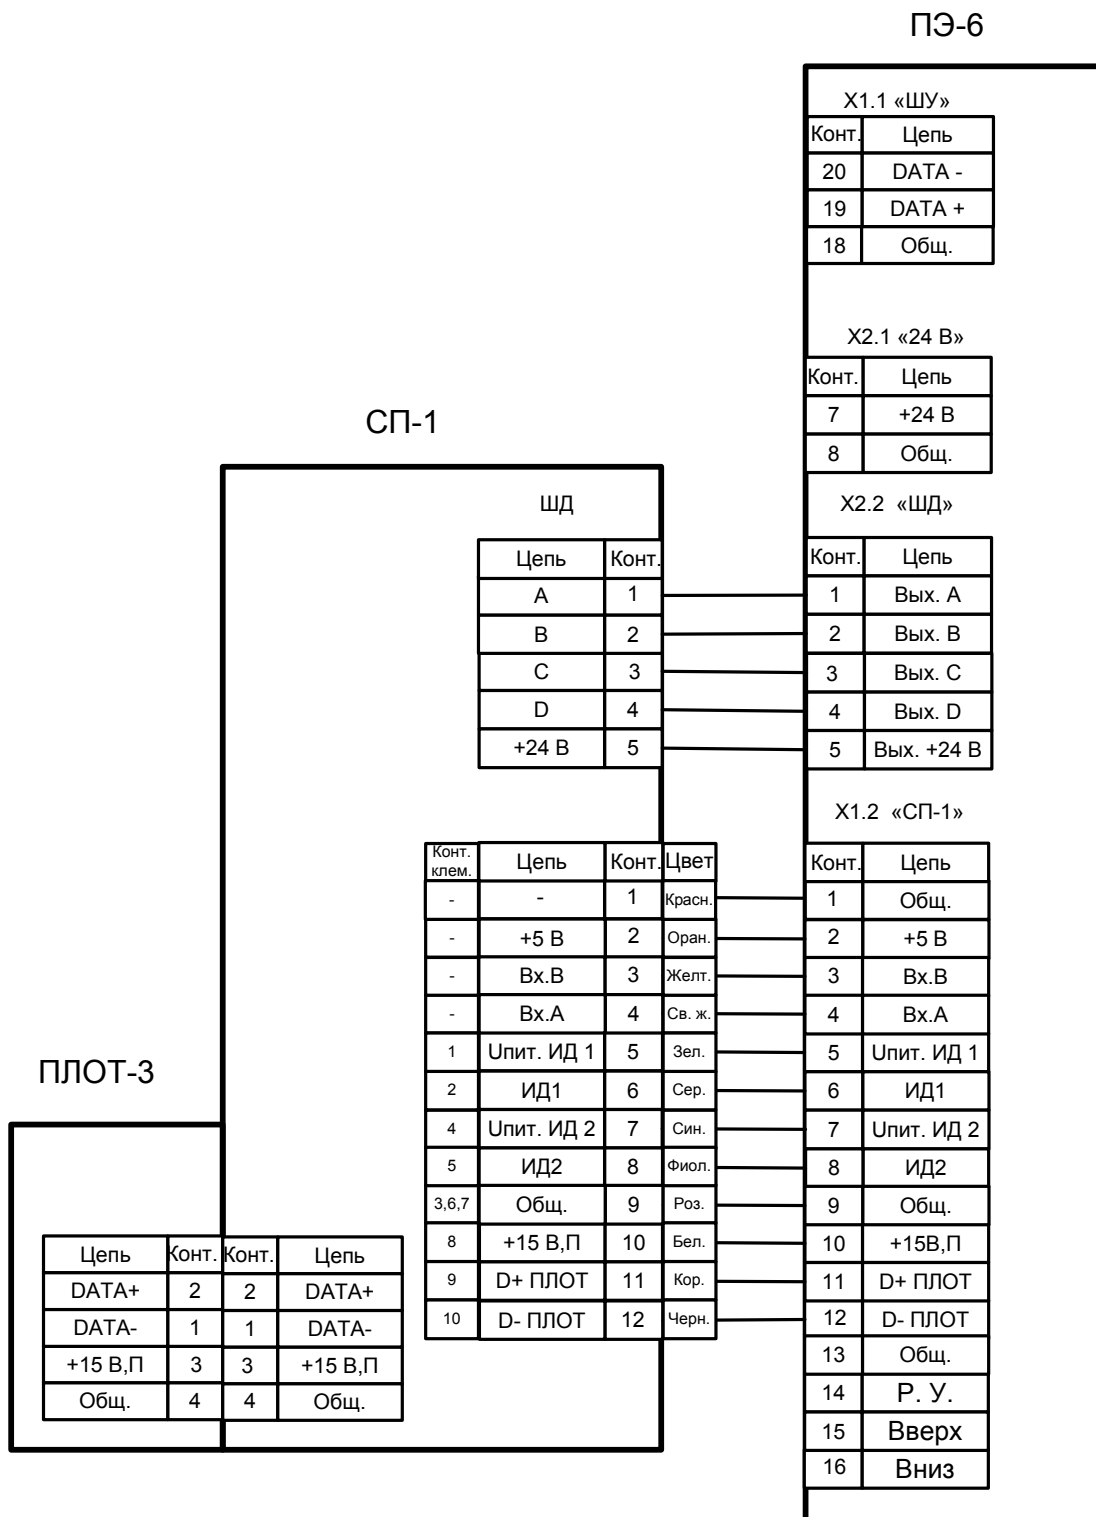 ПЭ-6
X1.1 «ШУ»
Конт. Цепь
20 DATA -
19 DATA +
18 Общ.
X2.1 «24 В»
Конт. Цепь
7 +24 В
8 Общ.
СП-1
ШД
Цепь Конт.
A 1
B 2
C 3
D 4
+24 В 5
X2.2 «ШД»
Конт. Цепь
1 Вых. A
2 Вых. B
3 Вых. C
4 Вых. D
5 Вых. +24 В
Конт. клем. Цепь Конт. Цвет
- - 1 Красн.
- +5 В 2 Оран.
- Вх.В 3 Желт.
- Вх.А 4 Св. ж.
1 Uпит. ИД 1 5 Зел.
2 ИД1 6 Сер.
4 Uпит. ИД 2 7 Син.
5 ИД2 8 Фиол.
3,6,7 Общ. 9 Роз.
8 +15 В,П 10 Бел.
9 D+ ПЛОТ 11 Кор.
10 D- ПЛОТ 12 Черн.
X1.2 «СП-1»
Конт. Цепь
1 Общ.
2 +5 В
3 Вх.В
4 Вх.А
5 Uпит. ИД 1
6 ИД1
7 Uпит. ИД 2
8 ИД2
9 Общ.
10 +15В,П
11 D+ ПЛОТ
12 D- ПЛОТ
13 Общ.
14 Р. У.
15 Вверх
16 Вниз
ПЛОТ-3
Цепь Конт. Конт. Цепь
DATA+ 2 2 DATA+
DATA- 1 1 DATA-
+15 В,П 3 3 +15 В,П
Общ. 4 4 Общ.